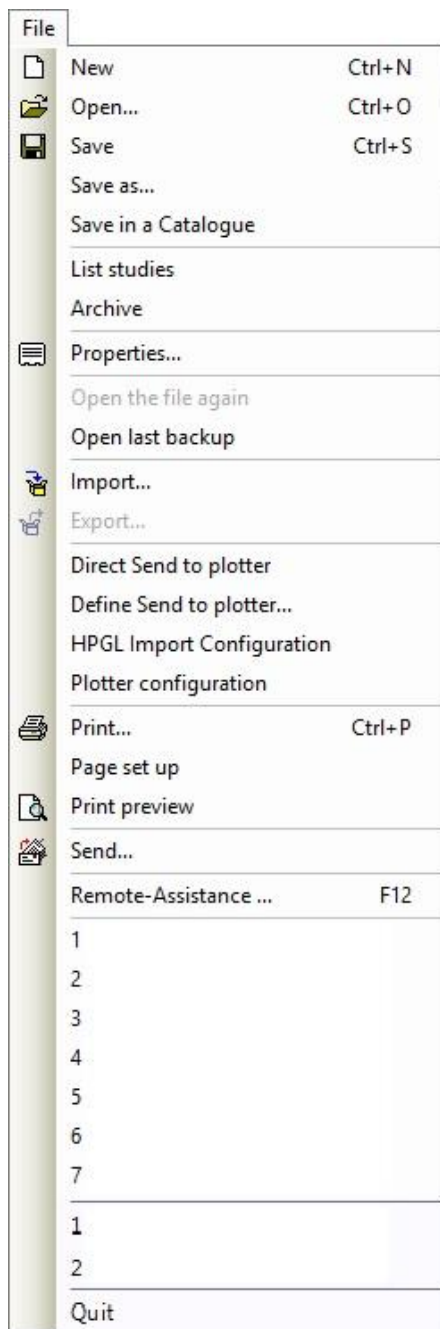 File
New Ctrl+N
Open... Ctrl+O
Save Ctrl+S
Save as...
Save in a Catalogue
List studies
Archive
Properties...
Open the file again
Open last backup
Import...
Export...
Direct Send to plotter
Define Send to plotter...
HPGL Import Configuration
Plotter configuration
Print... Ctrl+P
Page set up
Print preview
Send...
Remote-Assistance ... F12
1
2
3
4
5
6
7
1
2
Quit